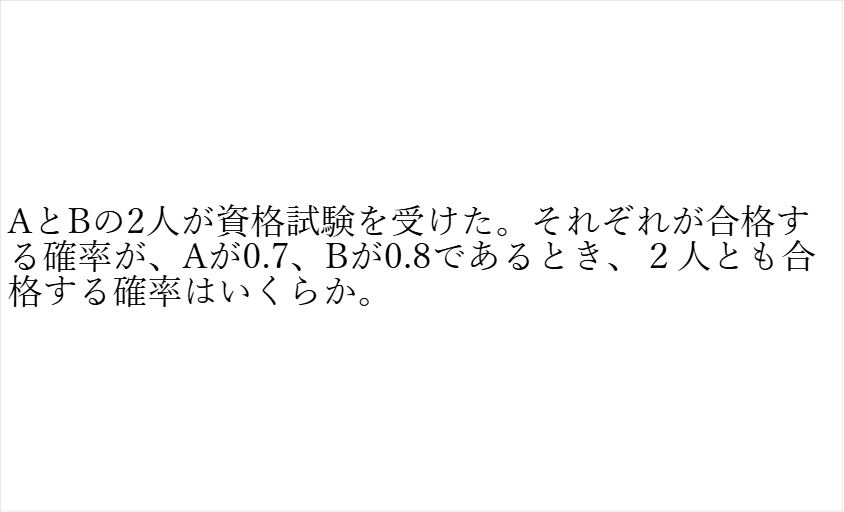 AとBの2人が資格試験を受けた。それぞれが合格す
る確率が、Aが0.7、Bが0.8であるとき、２人とも合
格する確率はいくらか。